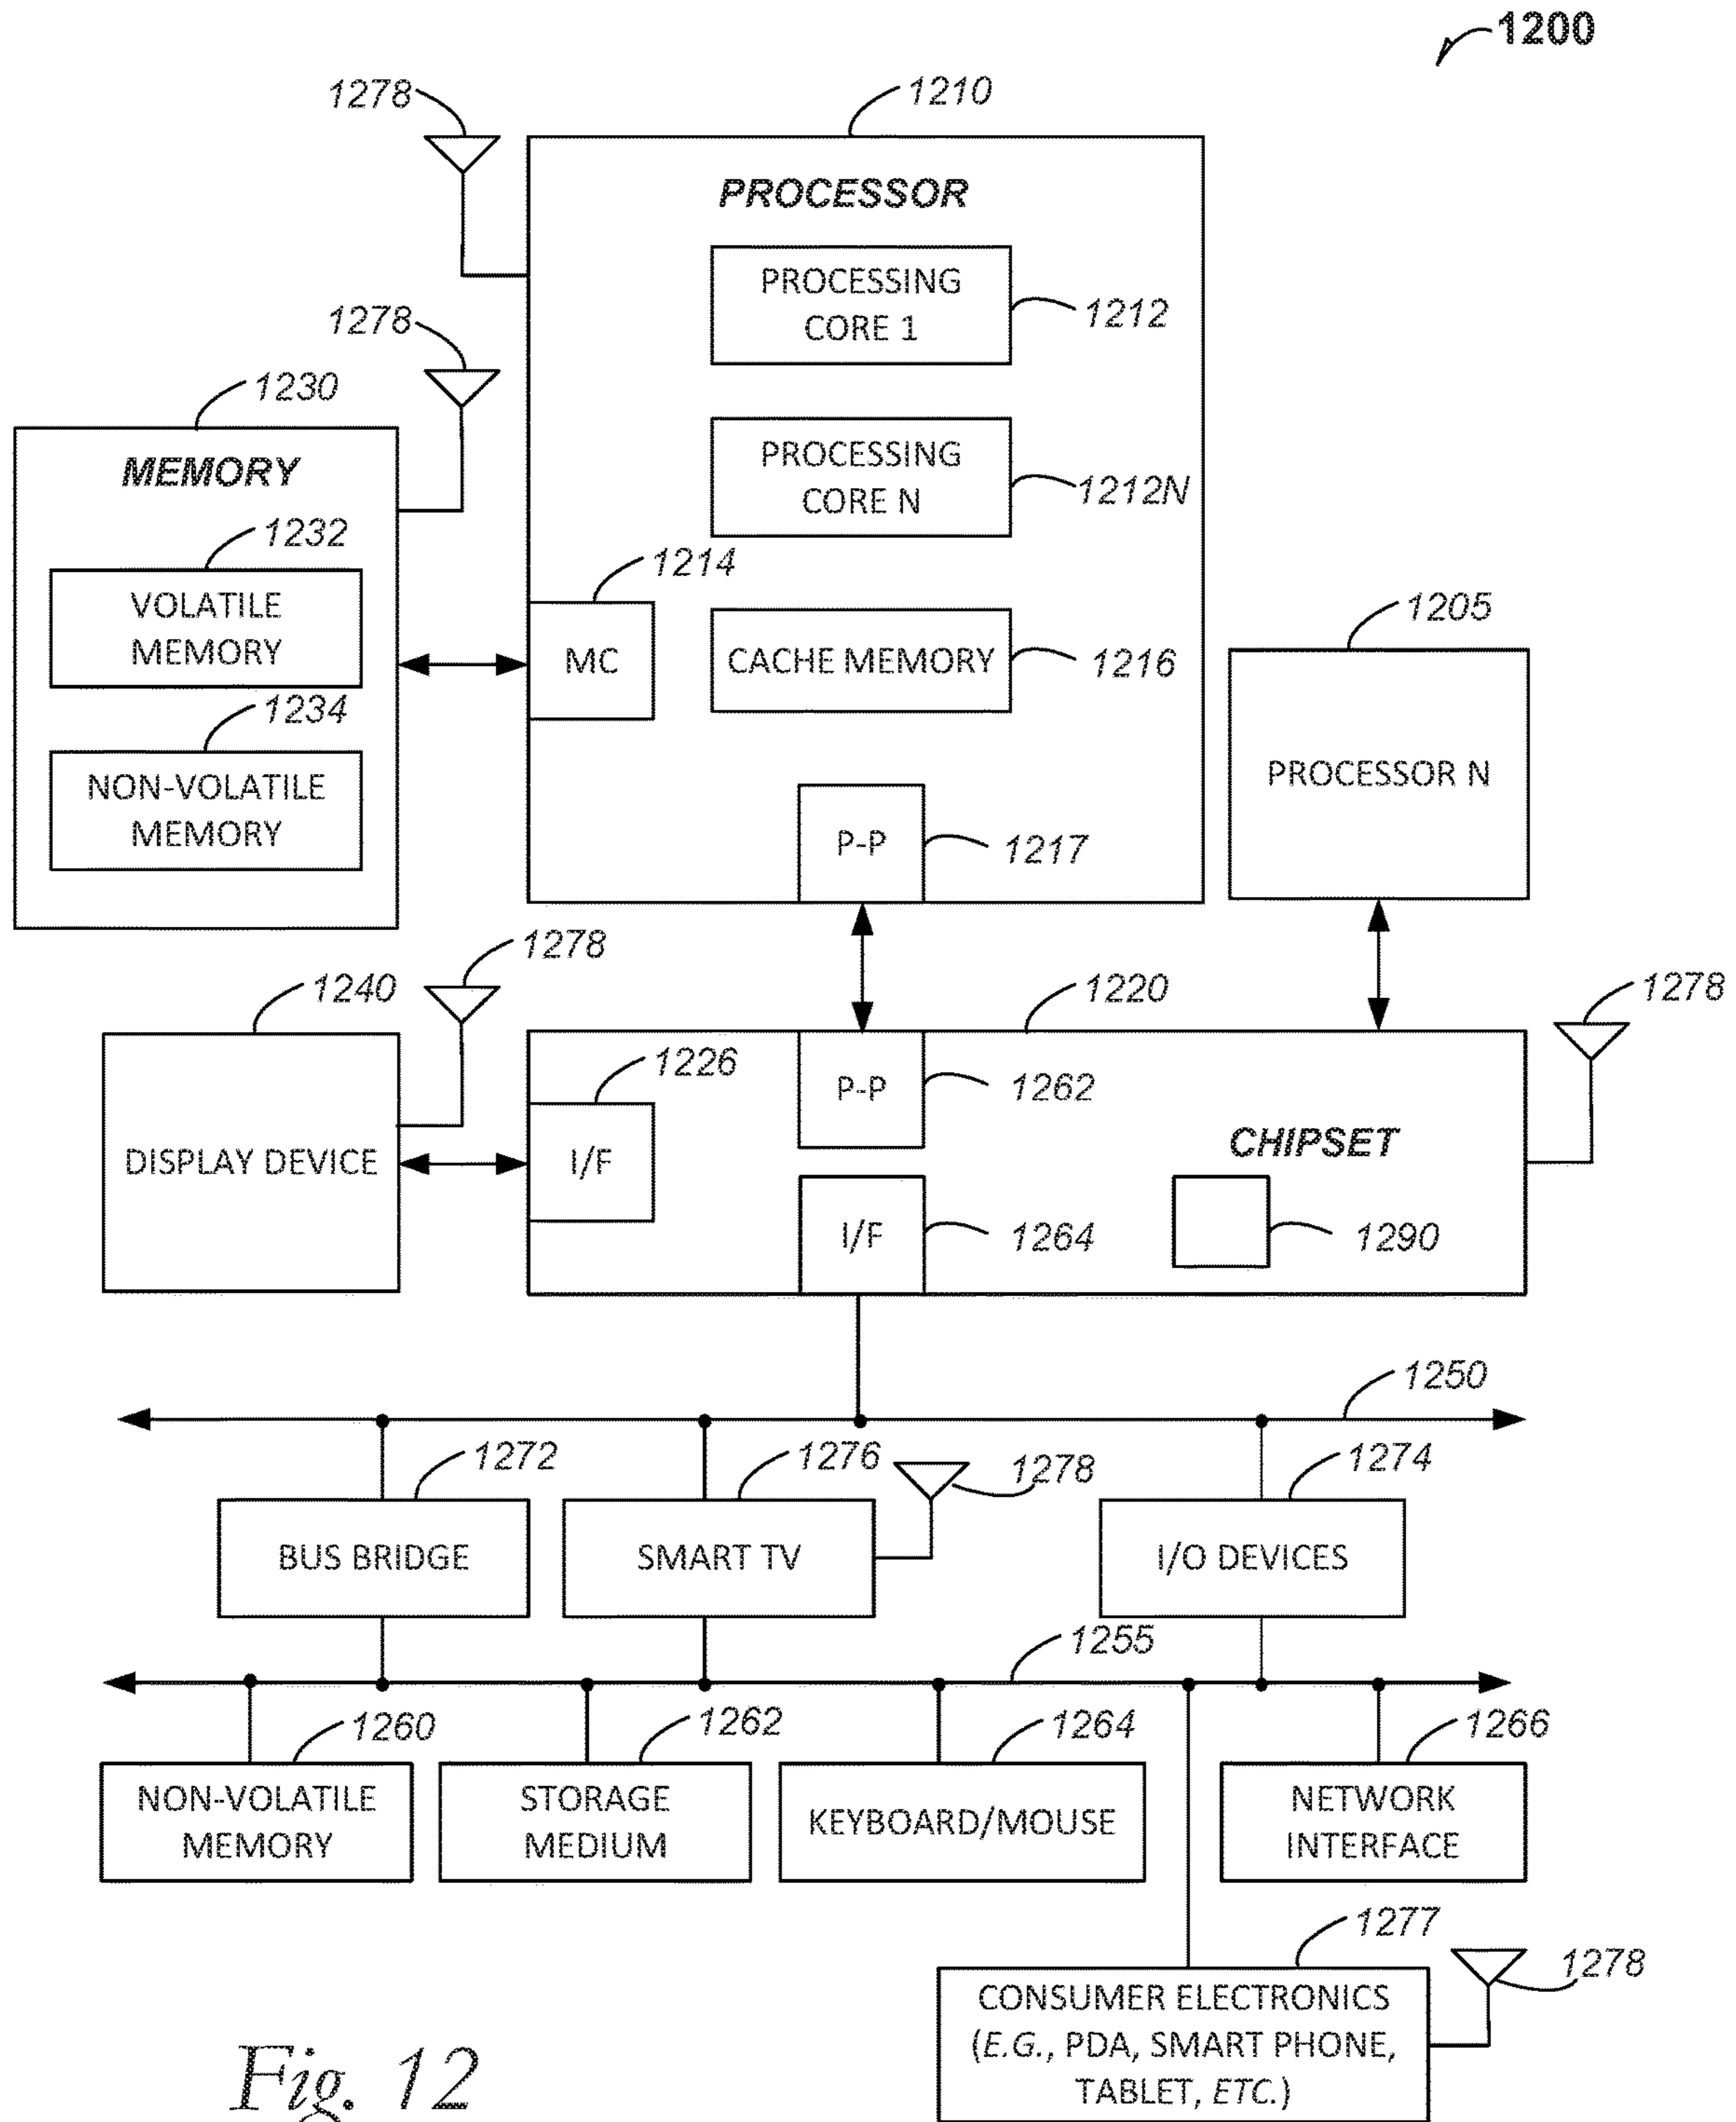 1200
1278
1210
PROCESSOR
PROCESSING
CORE 1
1212
1278
1230
MEMORY
PROCESSING
CORE N
1212N
1232
VOLATILE
MEMORY
1214
MC
CACHE MEMORY
1216
1205
PROCESSOR N
1234
NON-VOLATILE
MEMORY
P-P
1217
1278
1240
DISPLAY DEVICE
1220
1278
1226
I/F
P-P
1262
CHIPSET
I/F
1264
1290
1250
1272
BUS BRIDGE
1276
SMART TV
1278
1274
I/O DEVICES
1255
1260
NON-VOLATILE
MEMORY
1262
STORAGE
MEDIUM
1264
KEYBOARD/MOUSE
1266
NETWORK
INTERFACE
1277
CONSUMER ELECTRONICS
(E.G., PDA, SMART PHONE,
TABLET, ETC.)
1278
Fig. 12